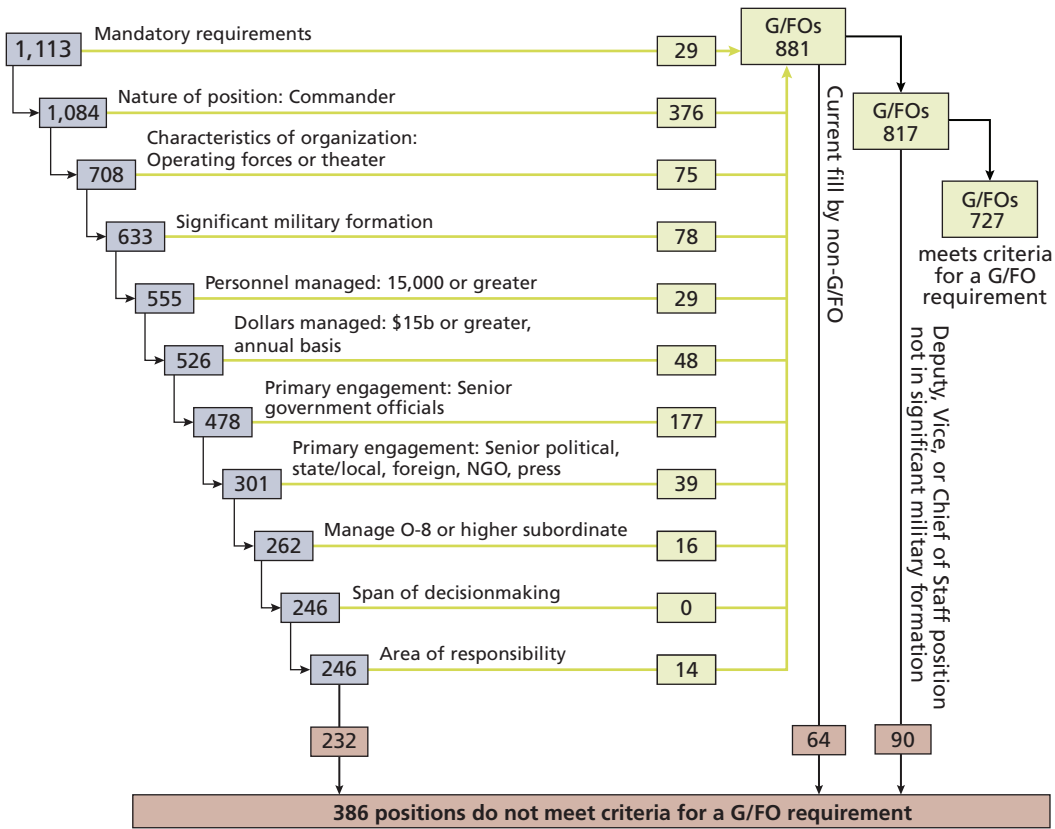 1,113
Mandatory requirements
29
G/FOs
881
1,084
Nature of position: Commander
376
G/FOs
817
708
Characteristics of organization:
Operating forces or theater
75
G/FOs
727
meets criteria
for a G/FO
requirement
633
Significant military formation
78
555
Personnel managed: 15,000 or greater
29
526
Dollars managed: $15b or greater,
annual basis
48
478
Primary engagement: Senior
government officials
177
301
Primary engagement: Senior political,
state/local, foreign, NGO, press
39
262
Manage O-8 or higher subordinate
16
246
Span of decisionmaking
0
246
Area of responsibility
14
Current fill by non-G/FO
Deputy, Vice, or Chief of Staff position
not in significant military formation
232
64
90
386 positions do not meet criteria for a G/FO requirement